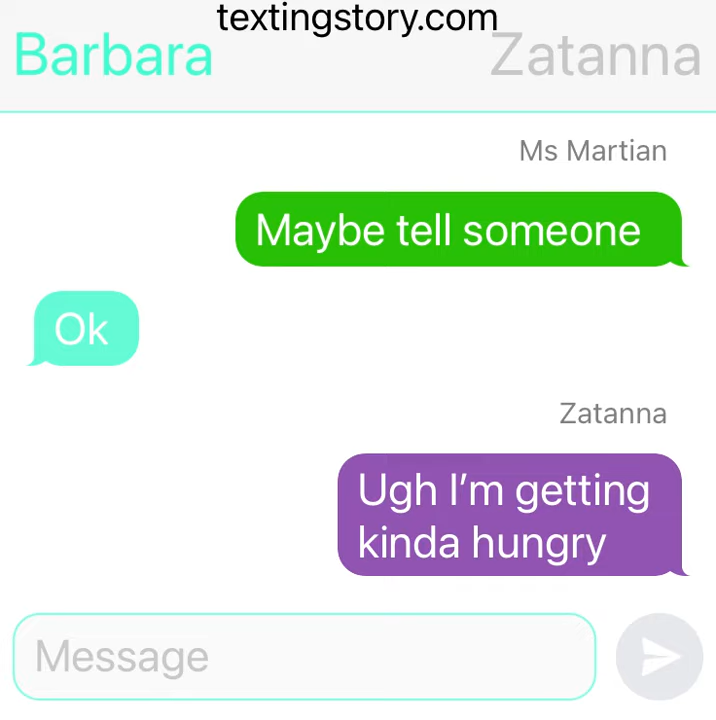 textingstory.com
Barbara
Zatanna
Ms Martian
Maybe tell someone
Ok
Zatanna
Ugh I’m getting
kinda hungry
Message